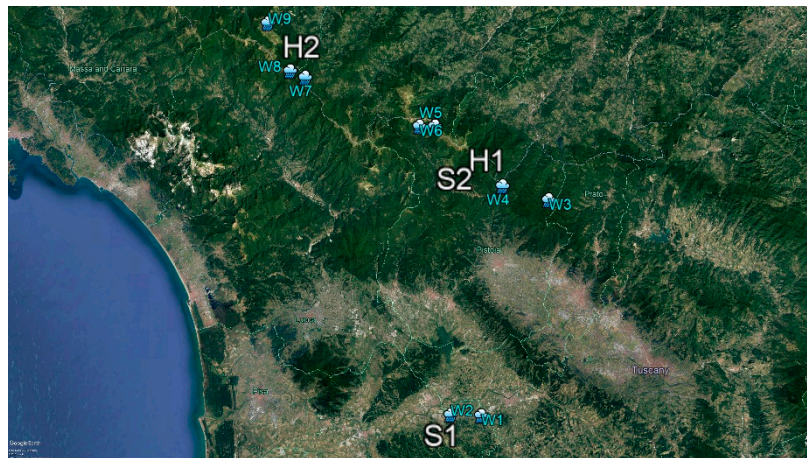 W9
H2
W8
W7
Massa and Carrara
W5
W6
H1
S2
W4
W3
Prato
Pistoia
Lucca
Tuscany
Pisa
W2
W1
S1
Google Earth